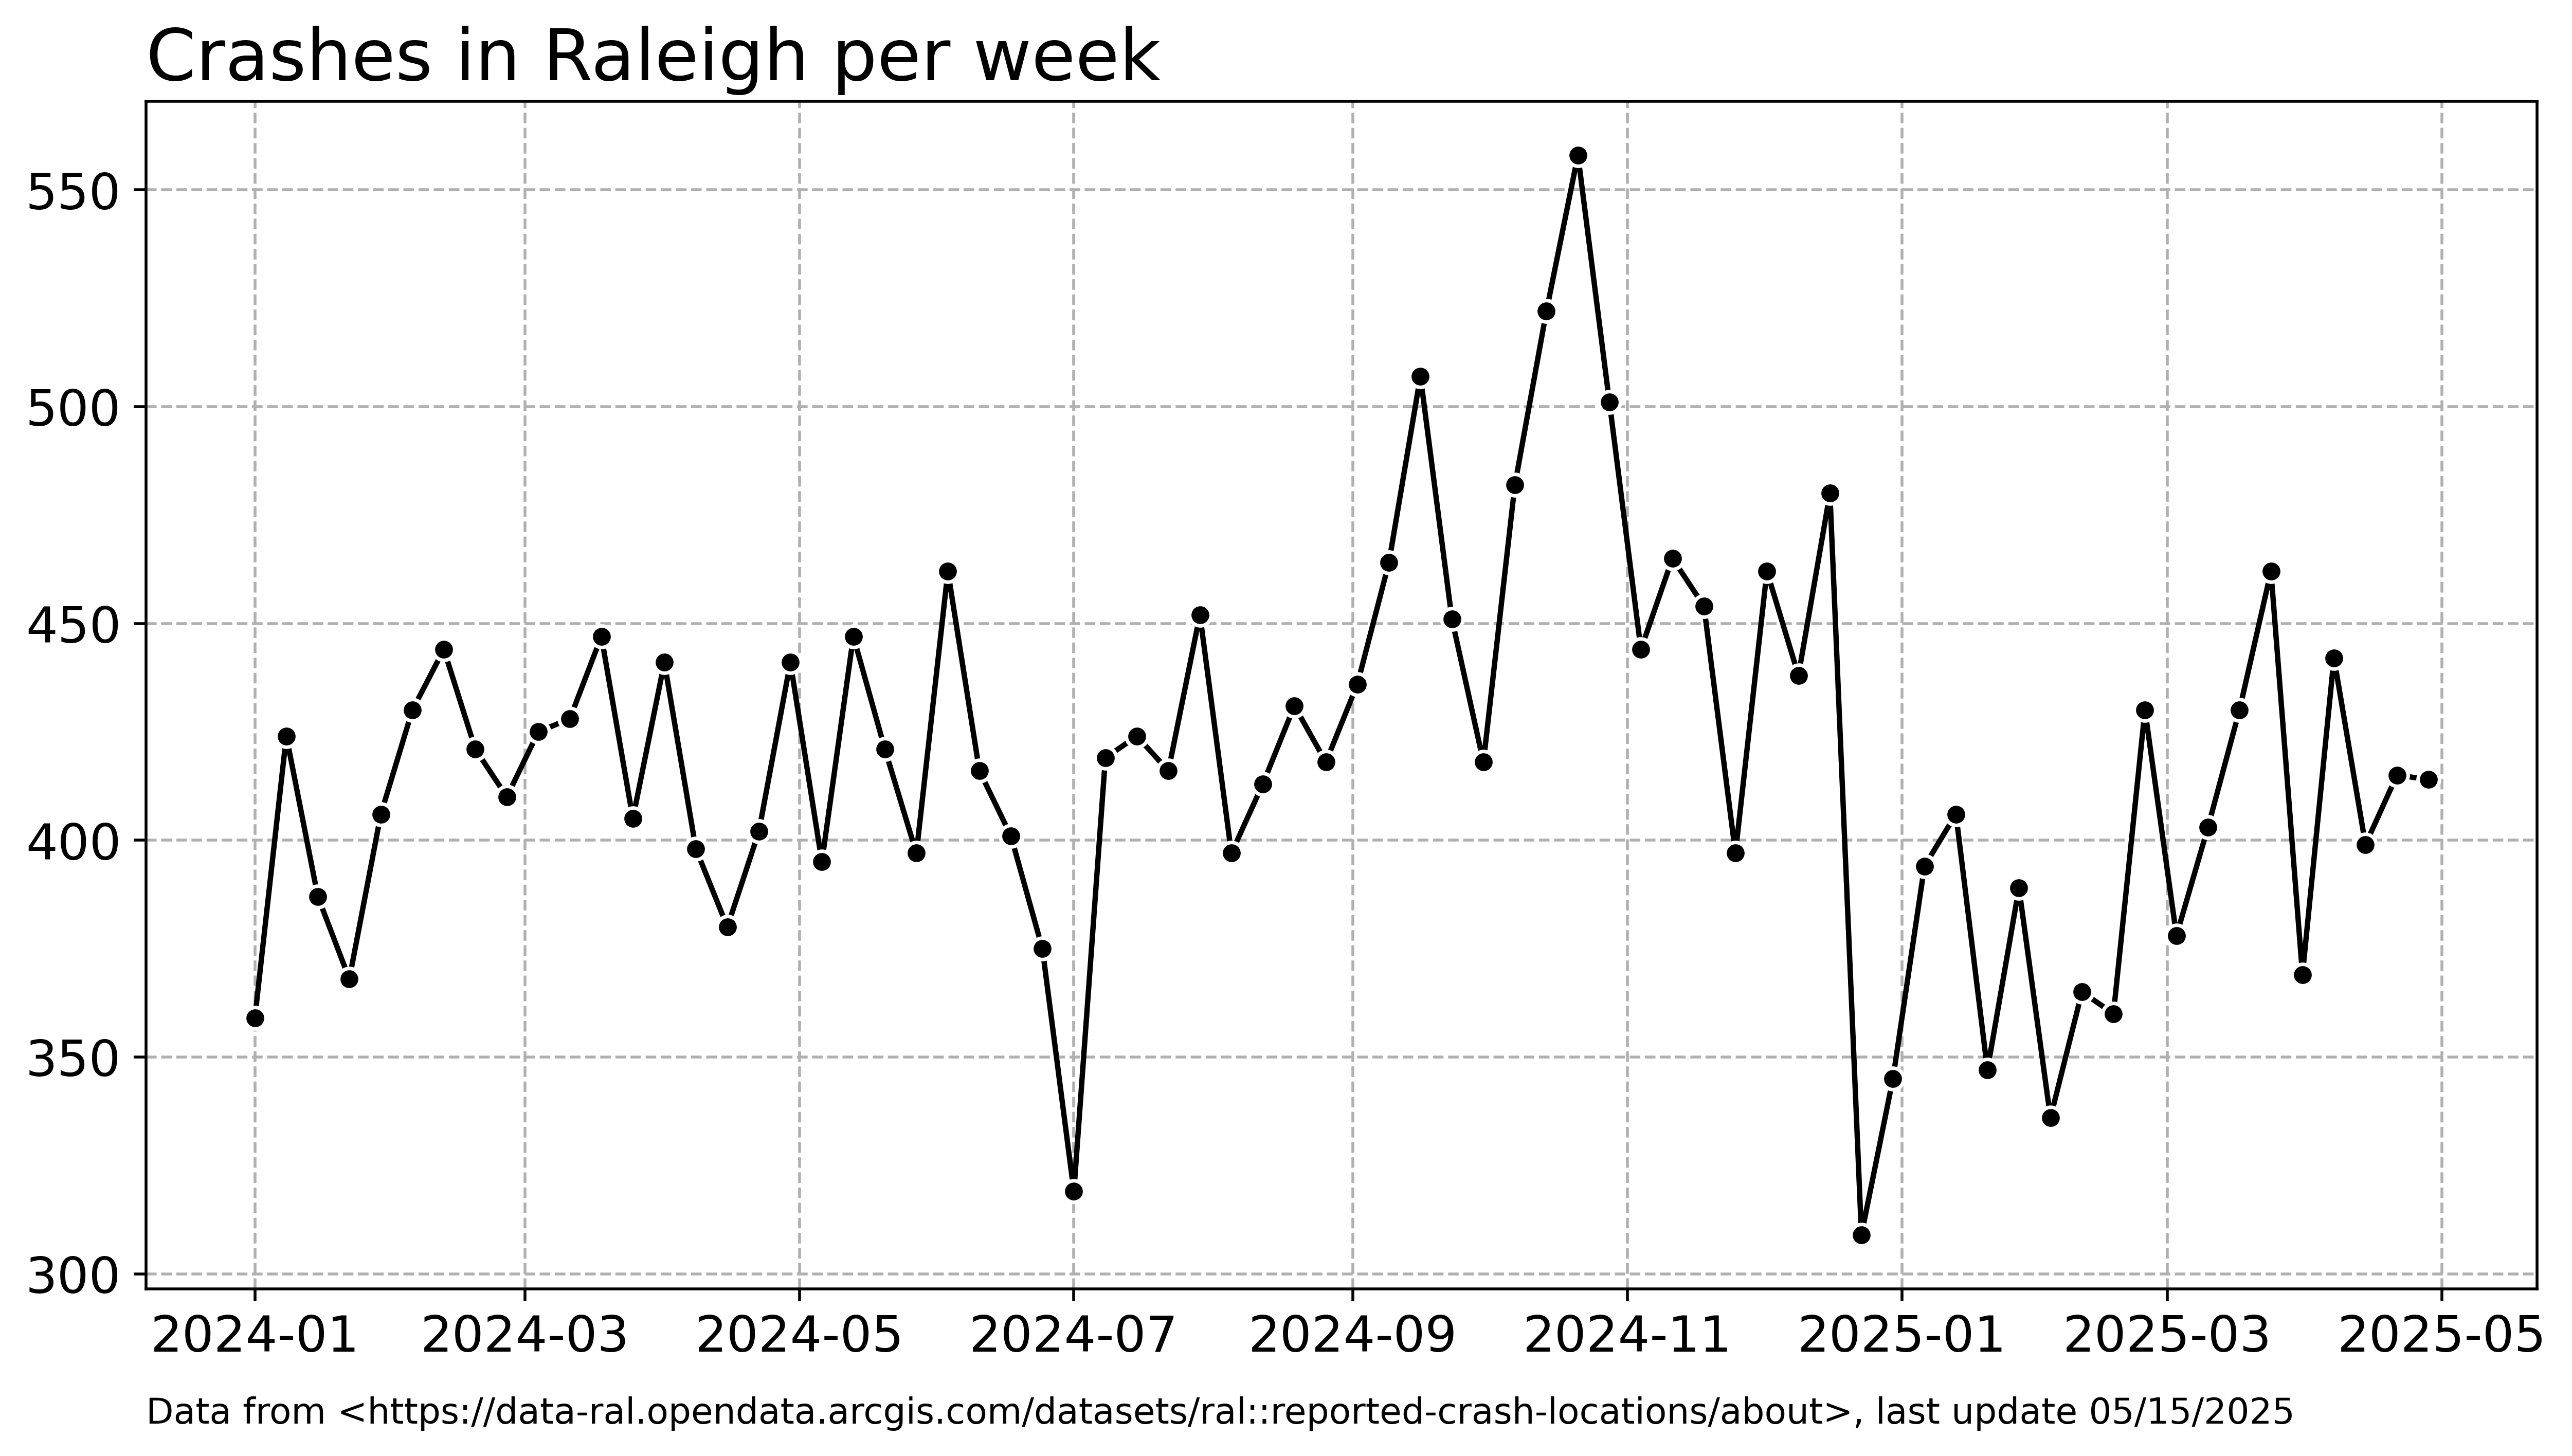 Crashes in Raleigh per week
550
500
450
400
350
300
2024-01 2024-03 2024-05 2024-07 2024-09 2024-11 2025-01 2025-03 2025-05
Data from <https://data-ral.opendata.arcgis.com/datasets/ral::reported-crash-locations/about>, last update 05/15/2025